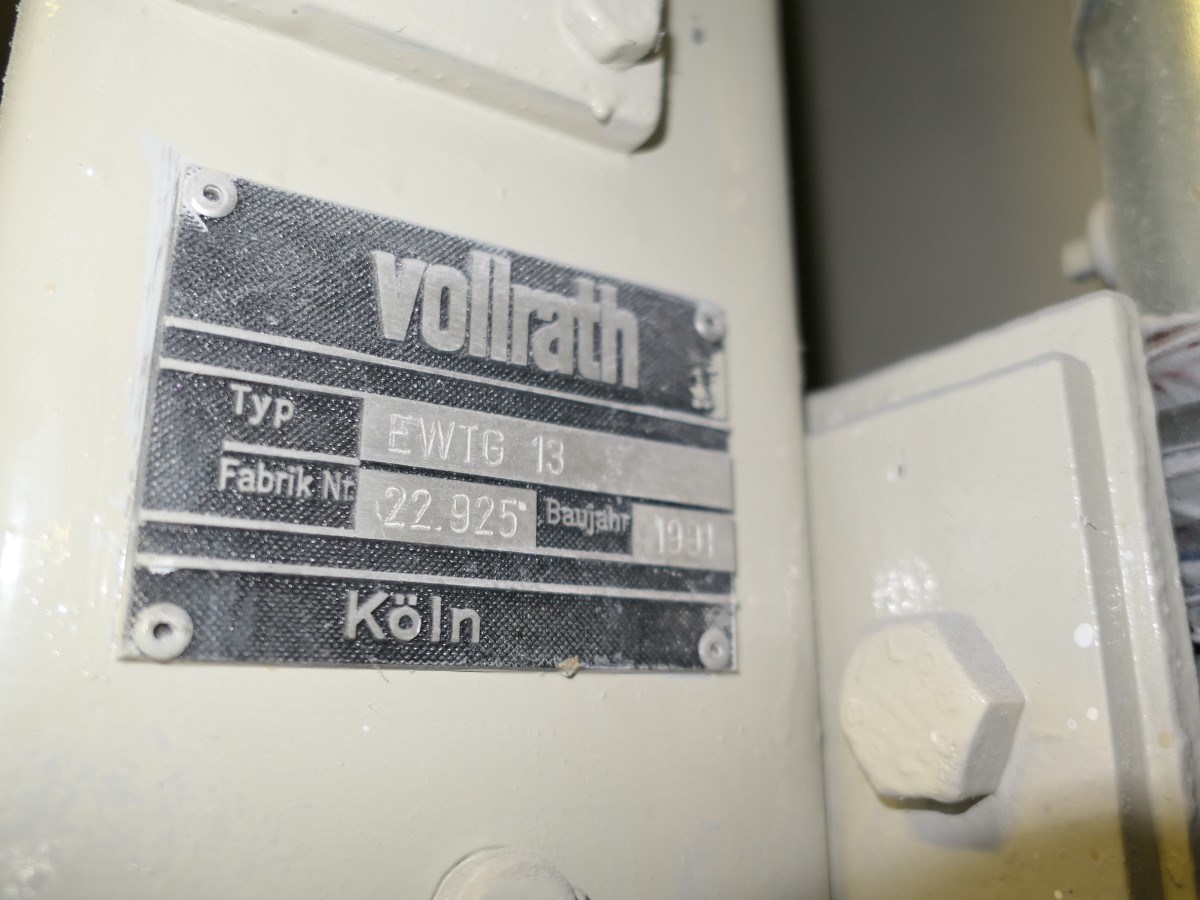 vollrath
Typ EWTG 13
Fabrik Nr. 22.925 Baujahr 1991
Köln